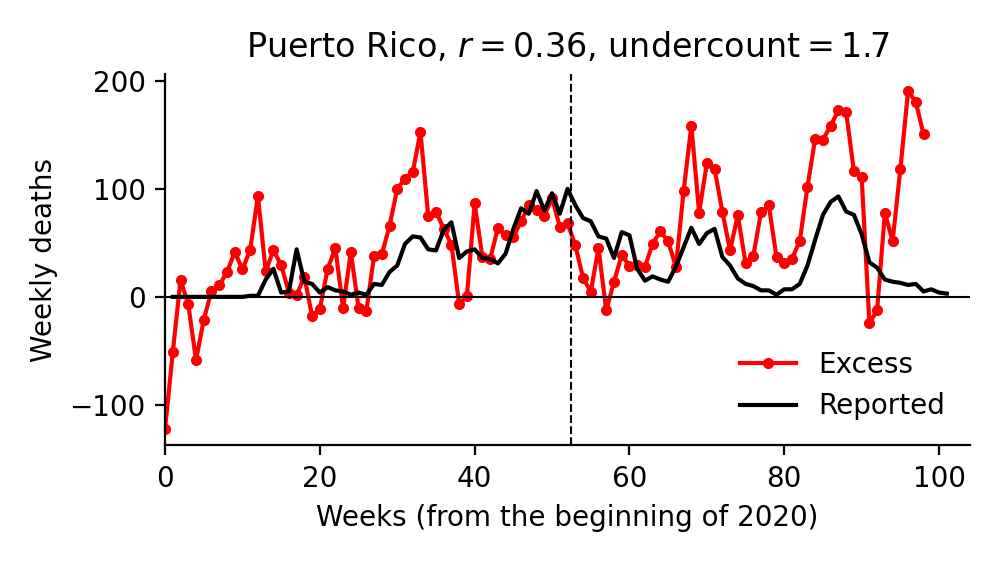 Puerto Rico, r = 0.36, undercount = 1.7
Weekly deaths
200
100
0
−100
Excess
Reported
0 20 40 60 80 100
Weeks (from the beginning of 2020)